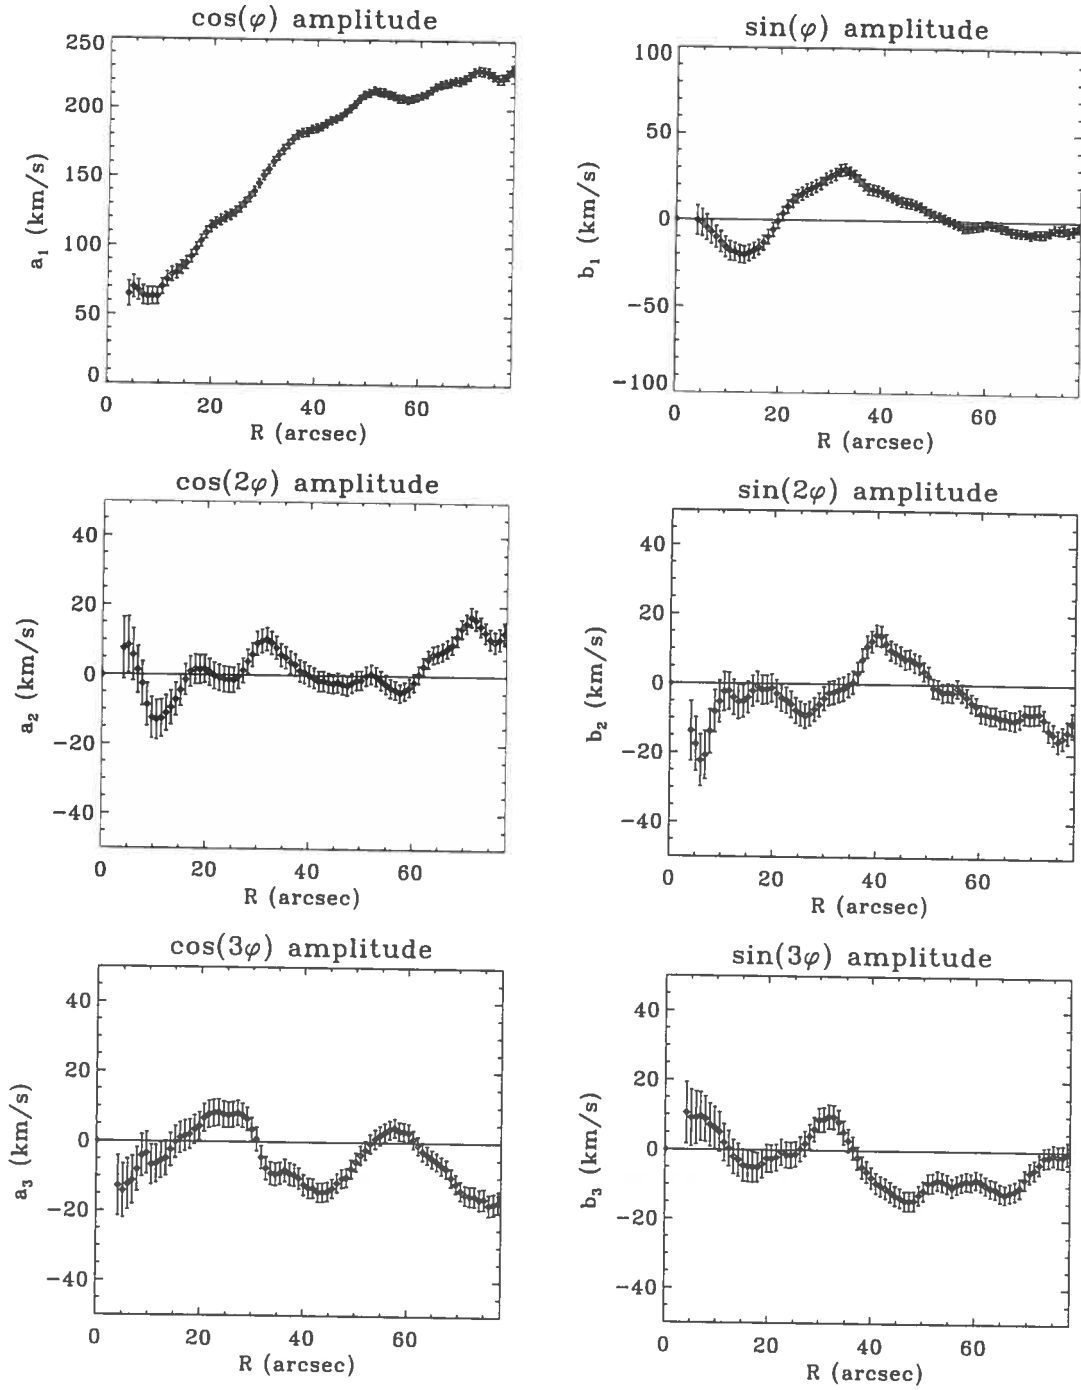 cos(φ) amplitude
250
200
150
100
50
0
a1 (km/s)
0 20 40 60
R (arcsec)
sin(φ) amplitude
100
50
0
−50
−100
b1 (km/s)
0 20 40 60
R (arcsec)
cos(2φ) amplitude
40
20
0
−20
−40
a2 (km/s)
0 20 40 60
R (arcsec)
sin(2φ) amplitude
40
20
0
−20
−40
b2 (km/s)
0 20 40 60
R (arcsec)
cos(3φ) amplitude
40
20
0
−20
−40
a3 (km/s)
0 20 40 60
R (arcsec)
sin(3φ) amplitude
40
20
0
−20
−40
b3 (km/s)
0 20 40 60
R (arcsec)